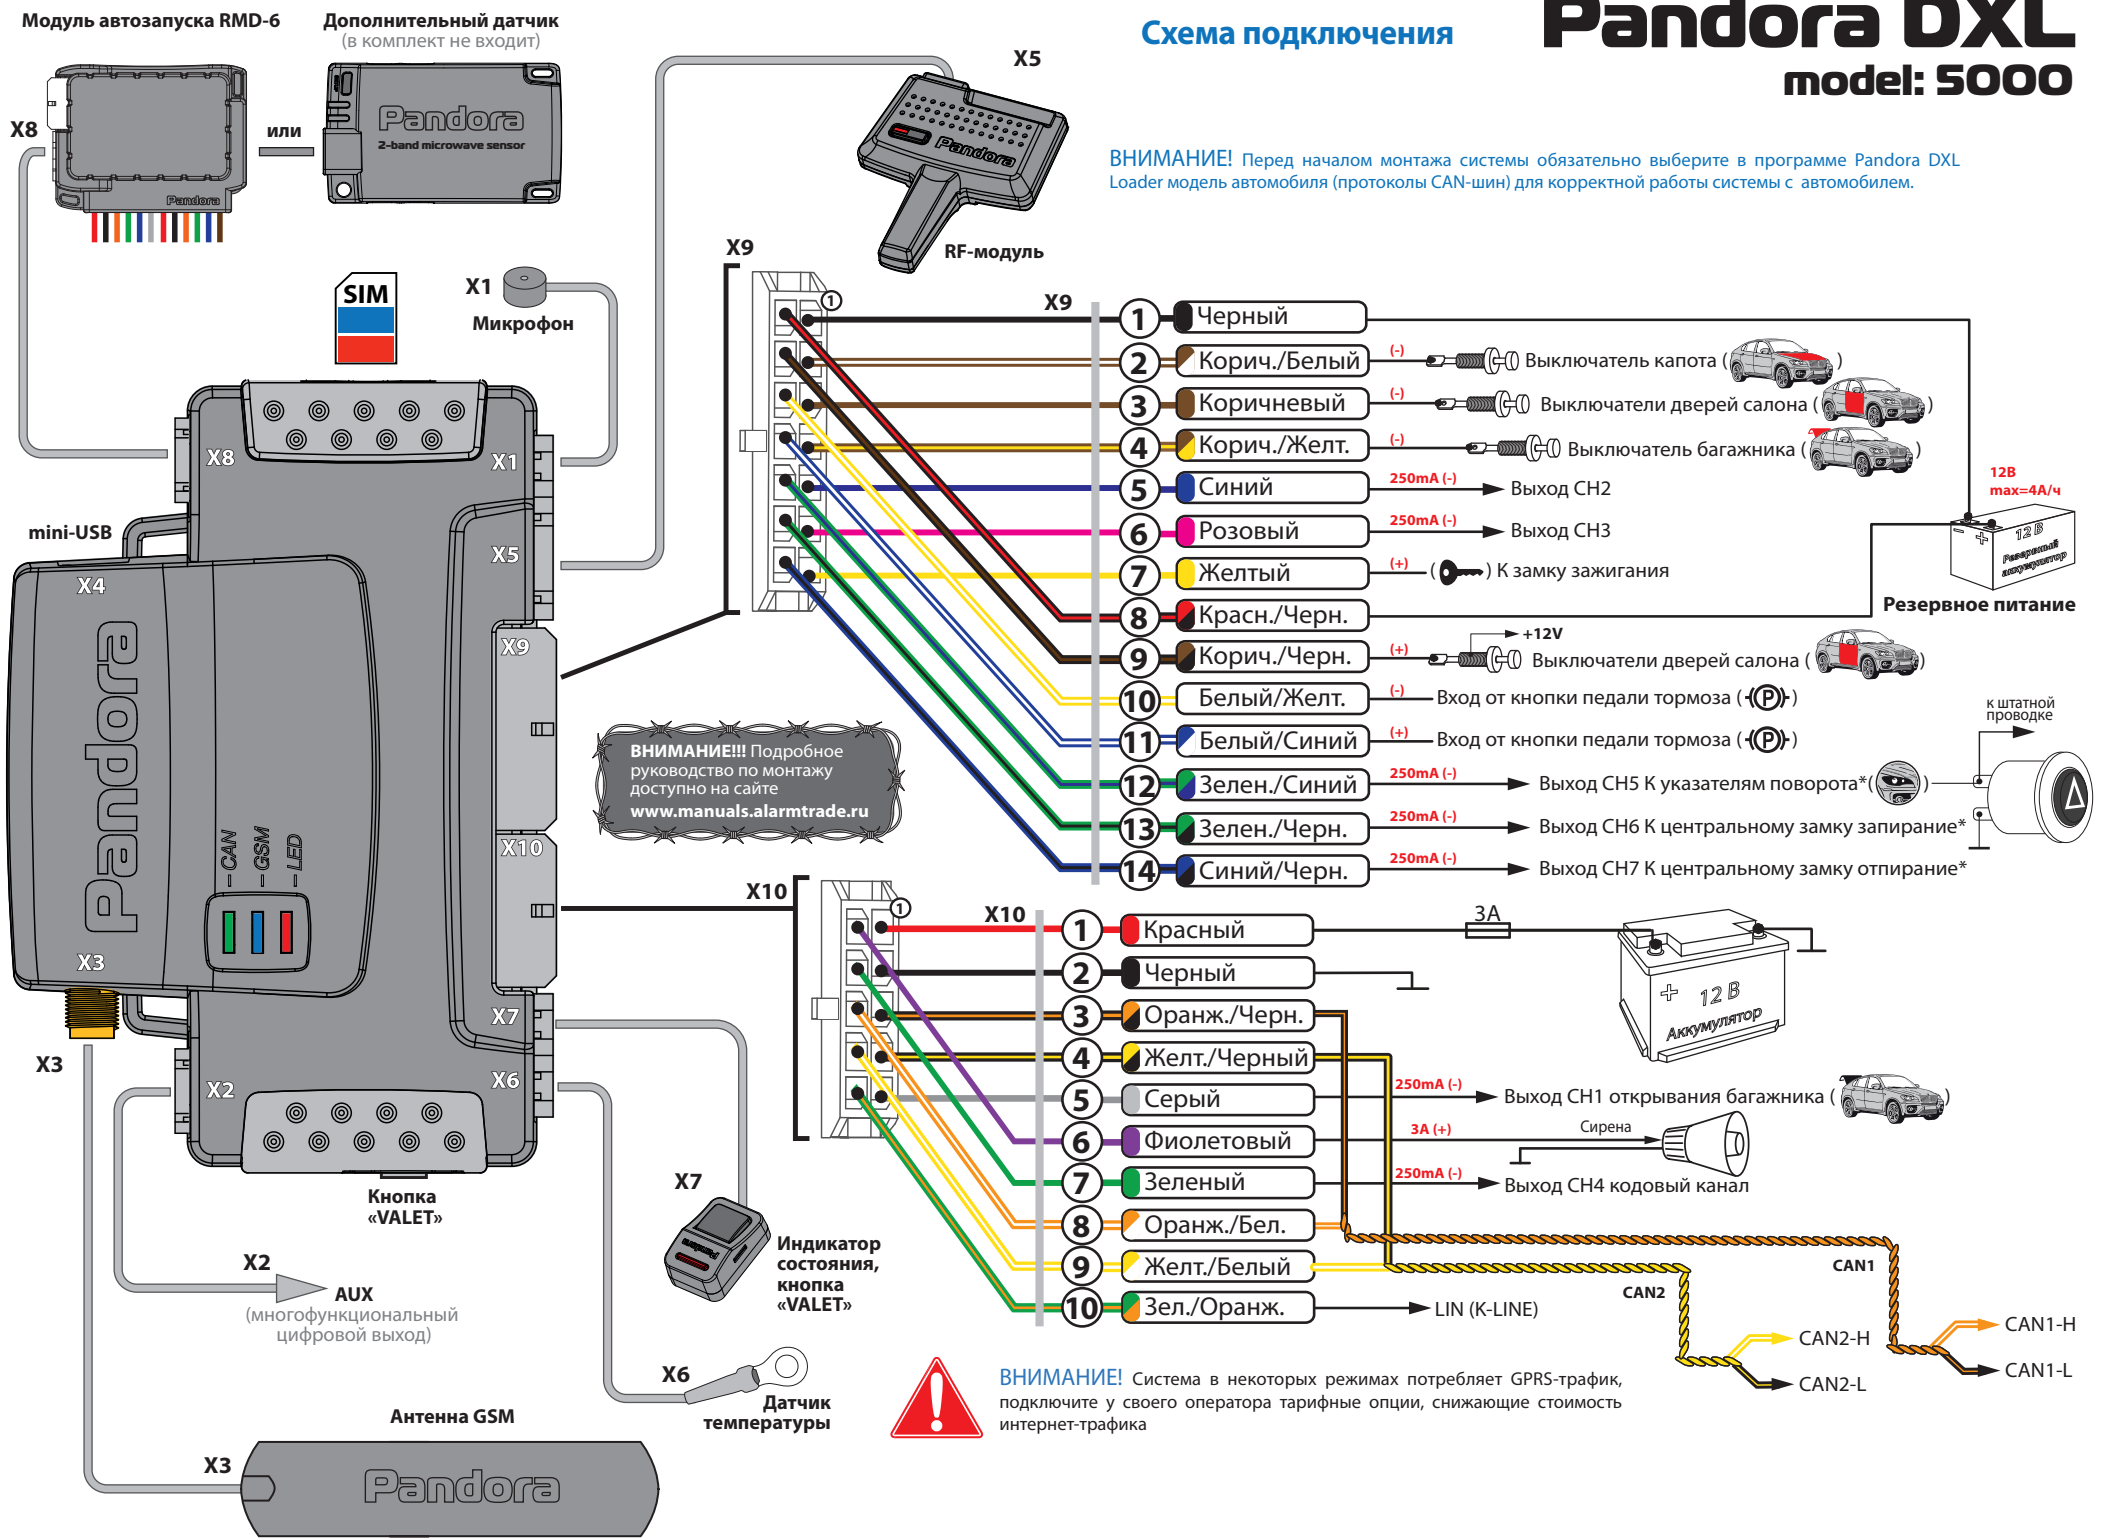 Модуль автозапуска RMD-6
Дополнительный датчик
(в комплект не входит)
Схема подключения
Pandora DXL
model: 5000
X5
X8
или
Pandora
2-band microwave sensor
Pandora
Pandora
RF-модуль
ВНИМАНИЕ! Перед началом монтажа системы обязательно выберите в программе Pandora DXL
Loader модель автомобиля (протоколы CAN-шин) для корректной работы системы с автомобилем.
SIM
X1
Микрофон
X9
1
X9
1 Черный
2 Корич./Белый (-) Выключатель капота ( )
3 Коричневый (-) Выключатели дверей салона ( )
4 Корич./Желт. (-) Выключатель багажника ( )
5 Синий 250mA (-) Выход CH2
6 Розовый 250mA (-) Выход CH3
7 Желтый (+) ( ) К замку зажигания
8 Красн./Черн.
9 Корич./Черн. (+) +12V Выключатели дверей салона ( )
10 Белый/Желт. (-) Вход от кнопки педали тормоза ( (P) )
11 Белый/Синий (+) Вход от кнопки педали тормоза ( (P) )
12 Зелен./Синий 250mA (-) Выход CH5 К указателям поворота* ( )
13 Зелен./Черн. 250mA (-) Выход CH6 К центральному замку запирание*
14 Синий/Черн. 250mA (-) Выход CH7 К центральному замку отпирание*
12В
max=4А/ч
– +
12 В
Резервный
аккумулятор
Резервное питание
к штатной
проводке
X8
X1
mini-USB
X5
X4
X9
Pandora
CAN
GSM
LED
X10
X3
X7
X6
X2
ВНИМАНИЕ!!! Подробное
руководство по монтажу
доступно на сайте
www.manuals.alarmtrade.ru
X10
1
X10
1 Красный 3A
2 Черный
3 Оранж./Черн.
4 Желт./Черный
5 Серый 250mA (-) Выход CH1 открывания багажника ( )
6 Фиолетовый 3A (+) Сирена
7 Зеленый 250mA (-) Выход CH4 кодовый канал
8 Оранж./Бел.
9 Желт./Белый
10 Зел./Оранж. LIN (K-LINE)
+ –
12 В
Аккумулятор
CAN1
CAN2
CAN1-H
CAN2-H
CAN1-L
CAN2-L
X3
Кнопка
«VALET»
X7
Pandora
Индикатор
состояния,
кнопка
«VALET»
X2
AUX
(многофункциональный
цифровой выход)
X6
Датчик
температуры
Антенна GSM
X3
Pandora
ВНИМАНИЕ! Система в некоторых режимах потребляет GPRS-трафик,
подключите у своего оператора тарифные опции, снижающие стоимость
интернет-трафика